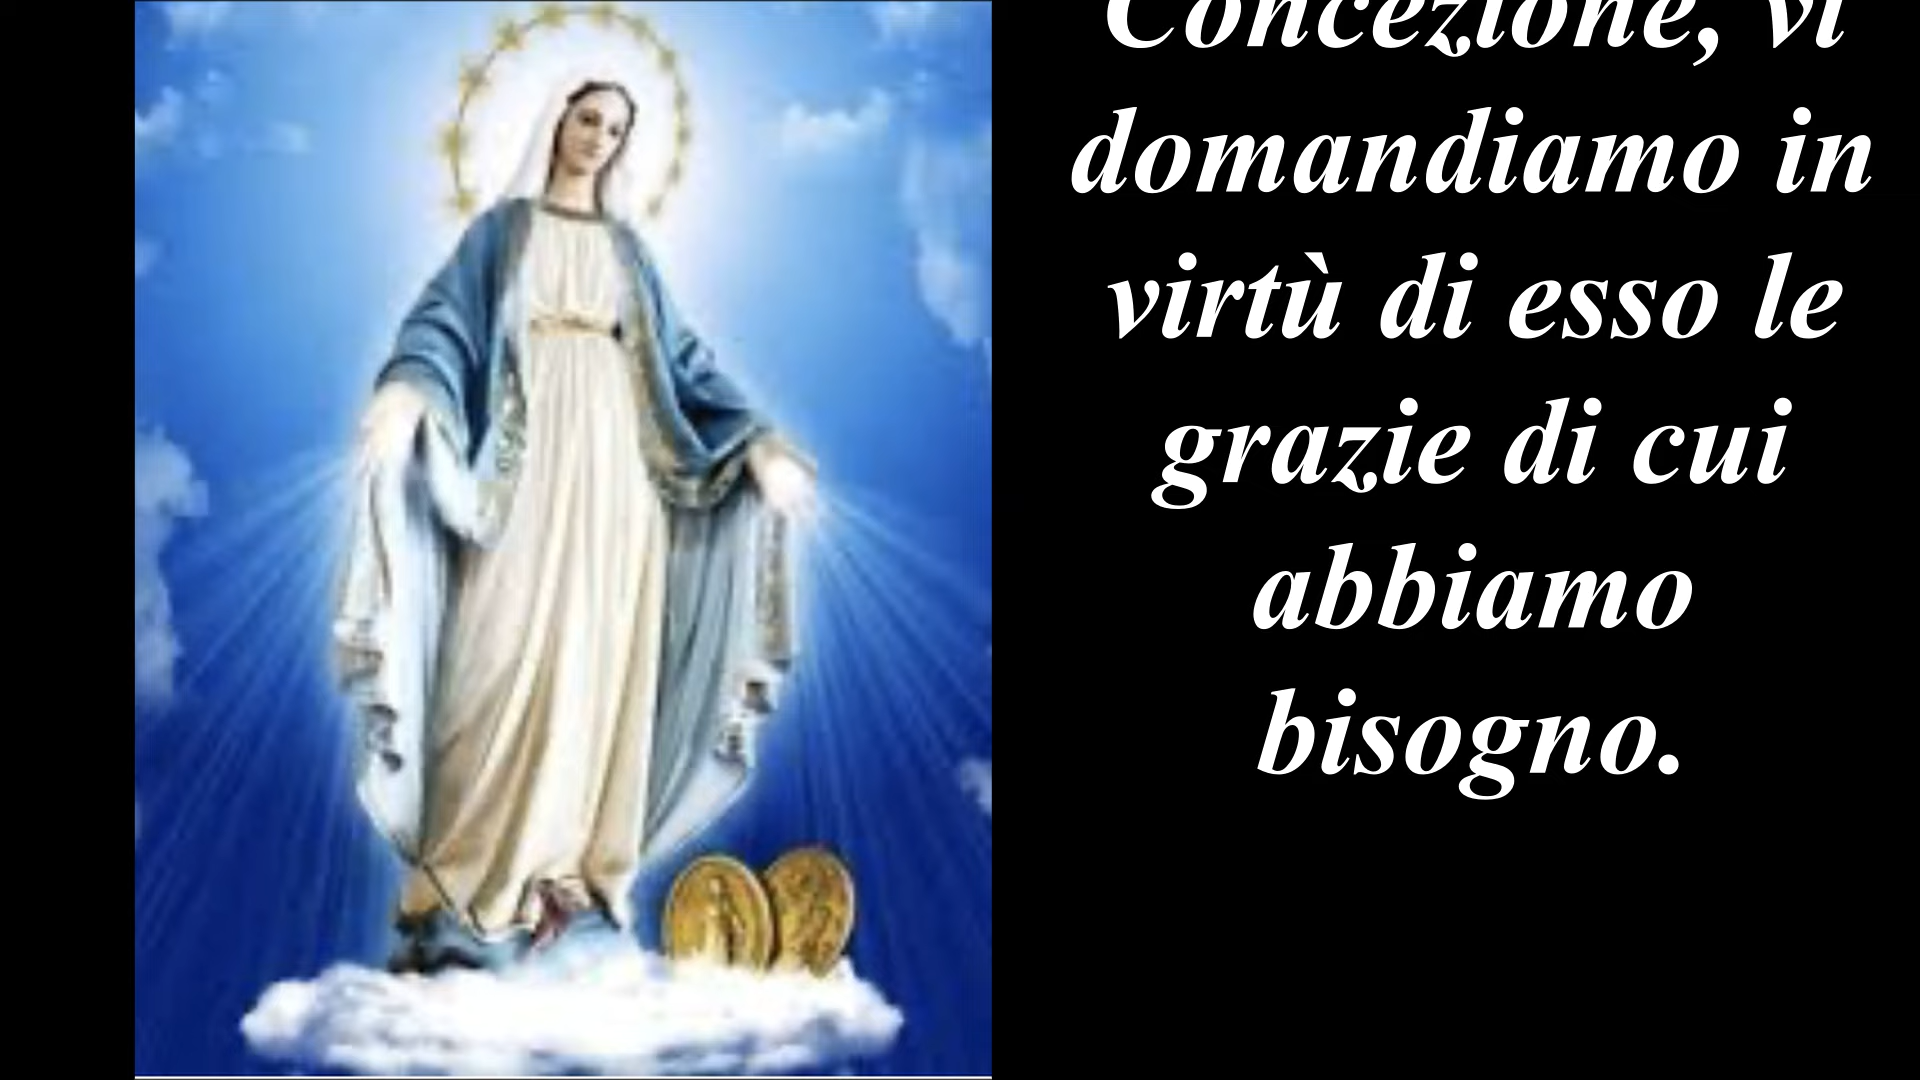 Concezione, vi
domandiamo in
virtù di esso le
grazie di cui
abbiamo
bisogno.